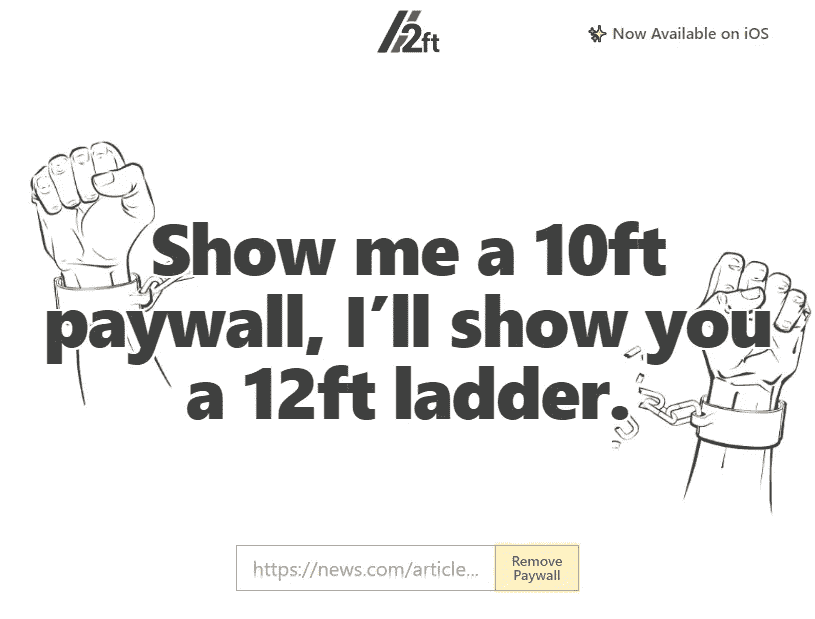 12ft
Now Available on iOS
Show me a 10ft
paywall, I’ll show you
a 12ft ladder.
https://news.com/article...
Remove
Paywall